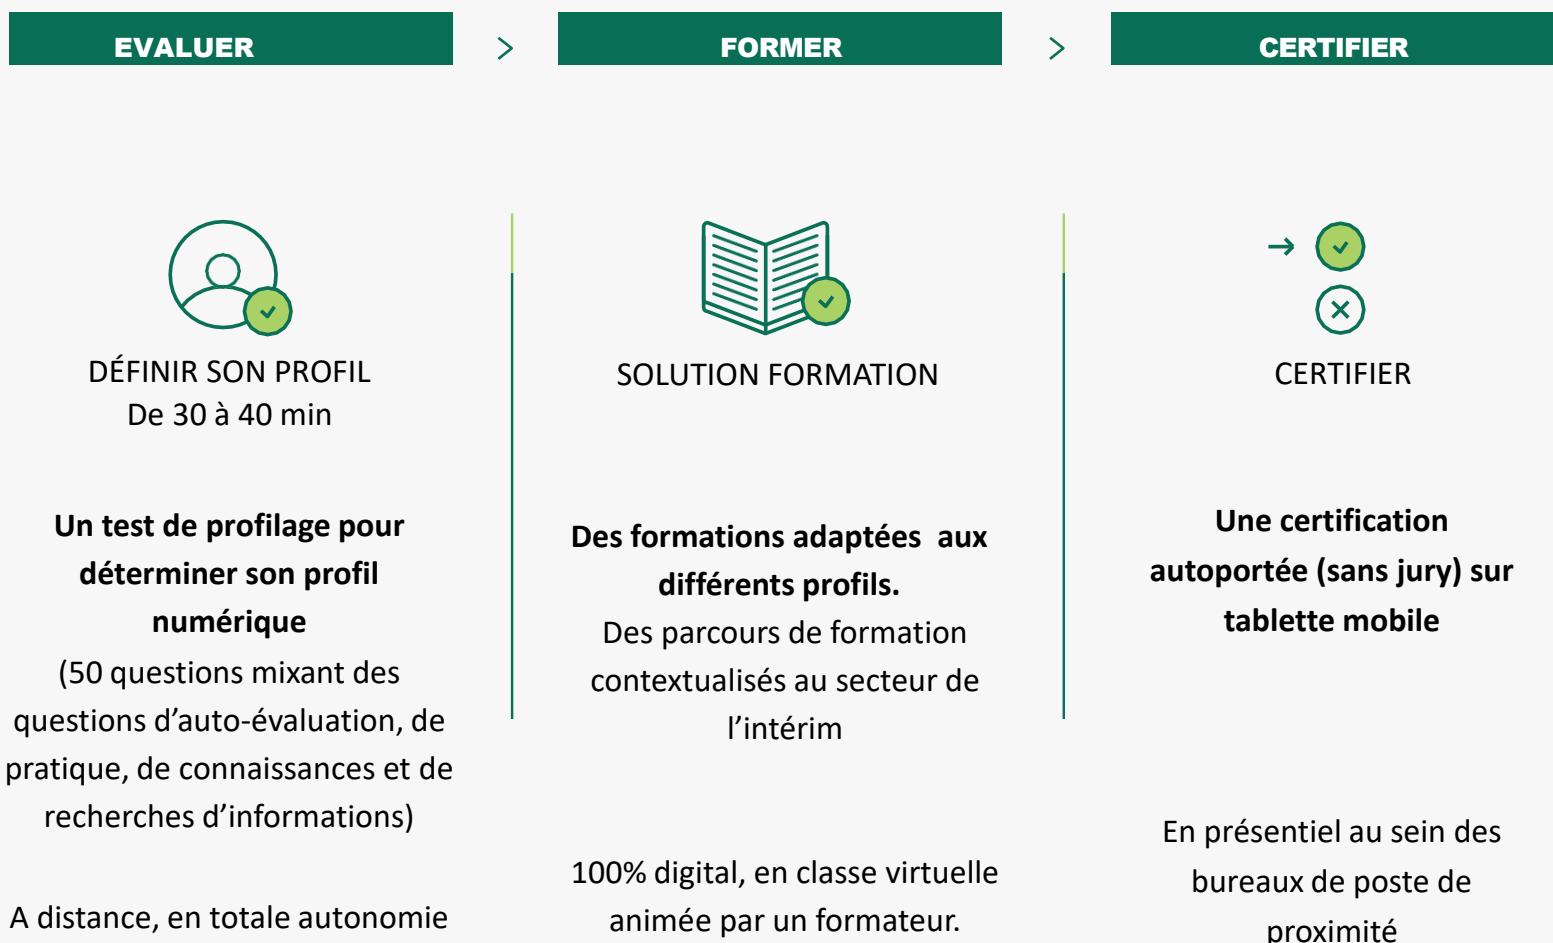 EVALUER
>
FORMER
>
CERTIFIER
DÉFINIR SON PROFIL
De 30 à 40 min
Un test de profilage pour
déterminer son profil
numérique
(50 questions mixant des
questions d’auto-évaluation, de
pratique, de connaissances et de
recherches d’informations)
A distance, en totale autonomie
SOLUTION FORMATION
Des formations adaptées  aux
différents profils.
Des parcours de formation
contextualisés au secteur de
l’intérim
100% digital, en classe virtuelle
animée par un formateur.
CERTIFIER
Une certification
autoportée (sans jury) sur
tablette mobile
En présentiel au sein des
bureaux de poste de
proximité